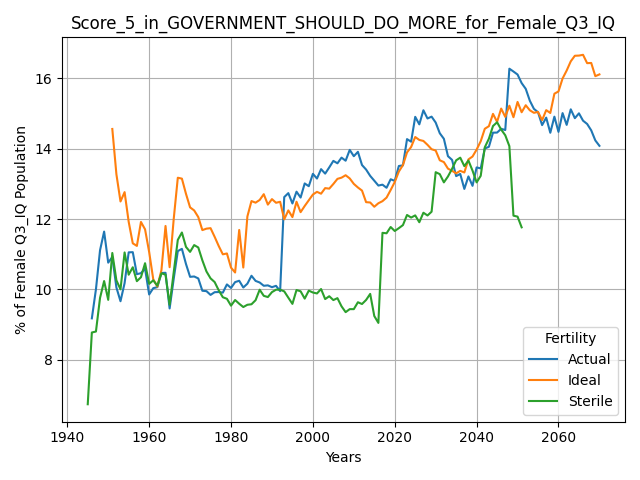 Score_5_in_GOVERNMENT_SHOULD_DO_MORE_for_Female_Q3_IQ
% of Female Q3_IQ Population
16
14
12
10
8
1940 1960 1980 2000 2020 2040 2060
Years
Fertility
Actual
Ideal
Sterile